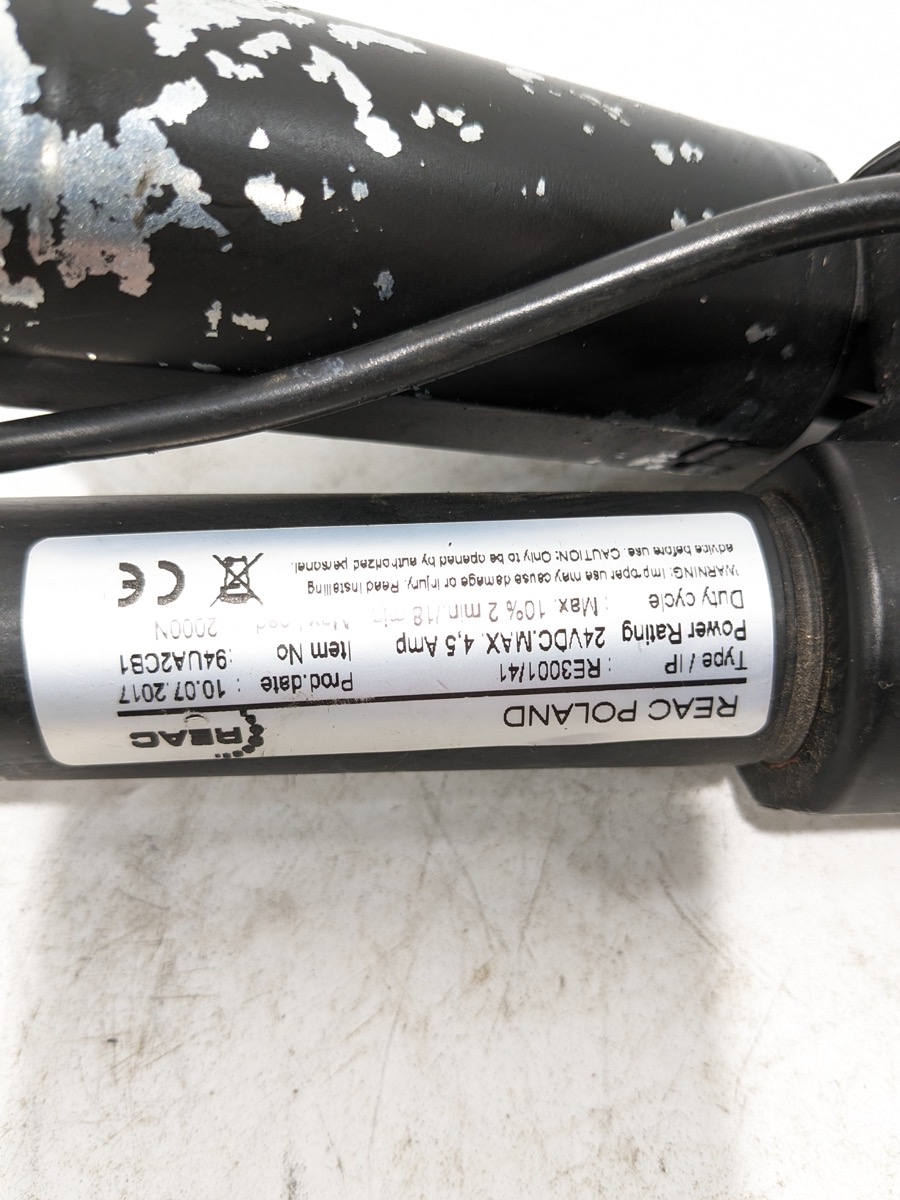 REAC POLAND REAC
Type / IP : RE3001/41 Prod.date : 10.07.2017
Power Rating 24VDC.MAX. 4,5 Amp Item No :94UA2CB1
Duty cycle : Max. 10% 2 min./18 min. Max Load 2000N
WARNING: Improper use may cause damage or injury. Read installing
advice before use. CAUTION: Only to be opened by authorized personel.
CE